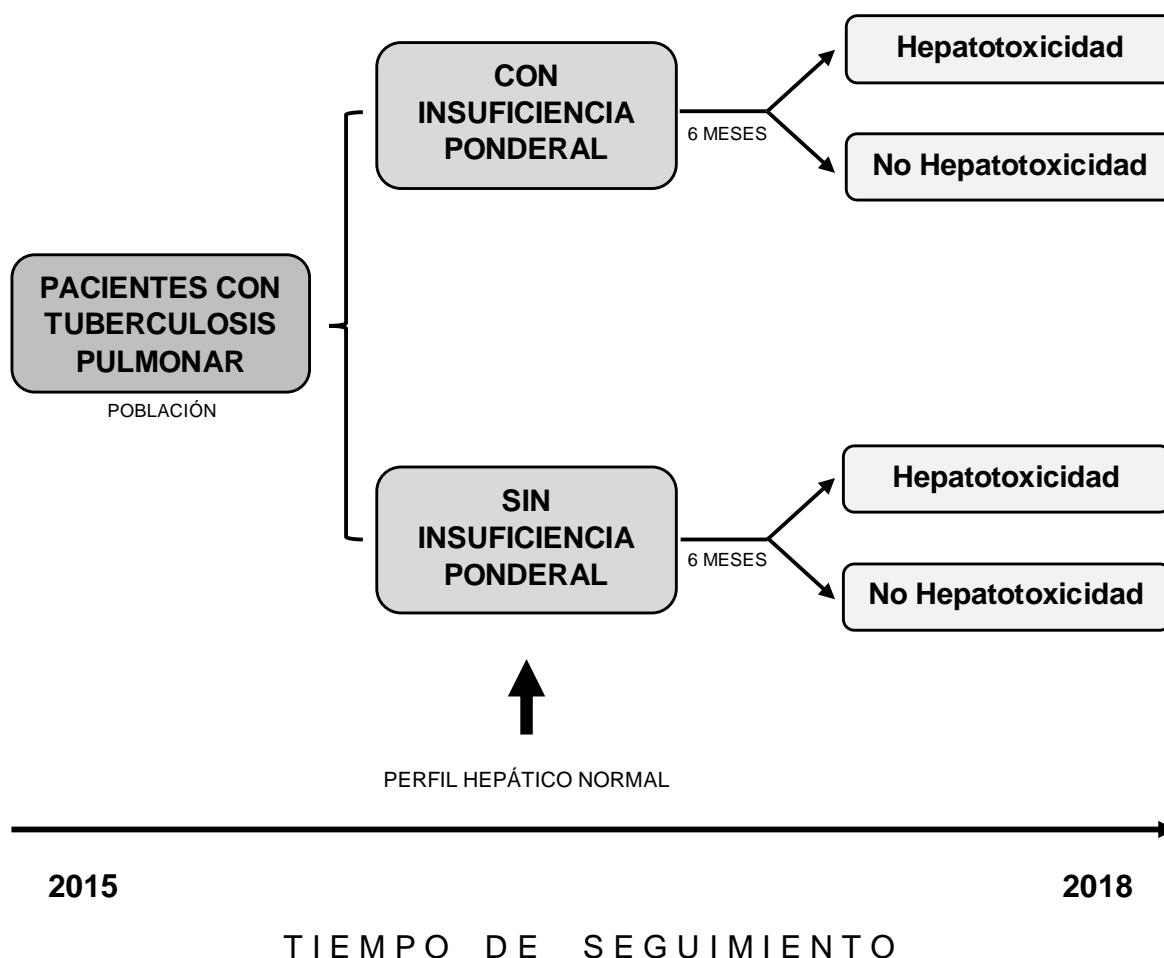 CON
INSUFICIENCIA
PONDERAL
6 MESES
Hepatotoxicidad
No Hepatotoxicidad
PACIENTES CON
TUBERCULOSIS
PULMONAR
POBLACIÓN
SIN
INSUFICIENCIA
PONDERAL
6 MESES
Hepatotoxicidad
No Hepatotoxicidad
PERFIL HEPÁTICO NORMAL
2015
2018
TIEMPO DE SEGUIMIENTO